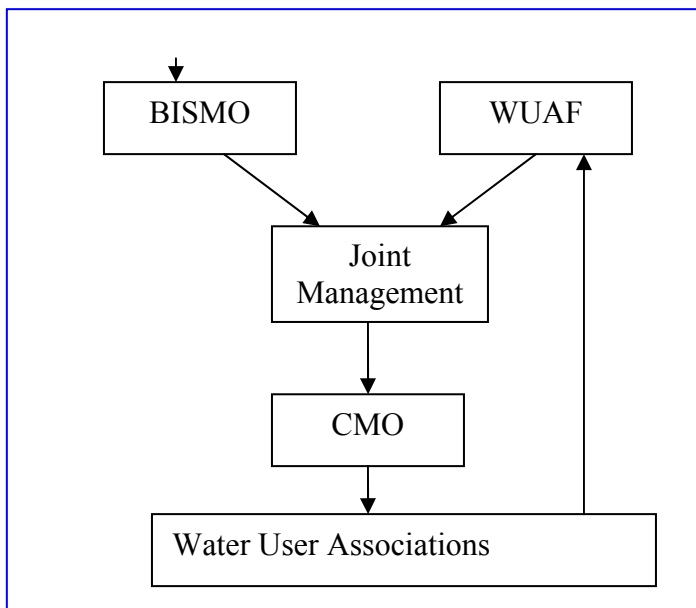 BISMO
WUAF
Joint
Management
CMO
Water User Associations